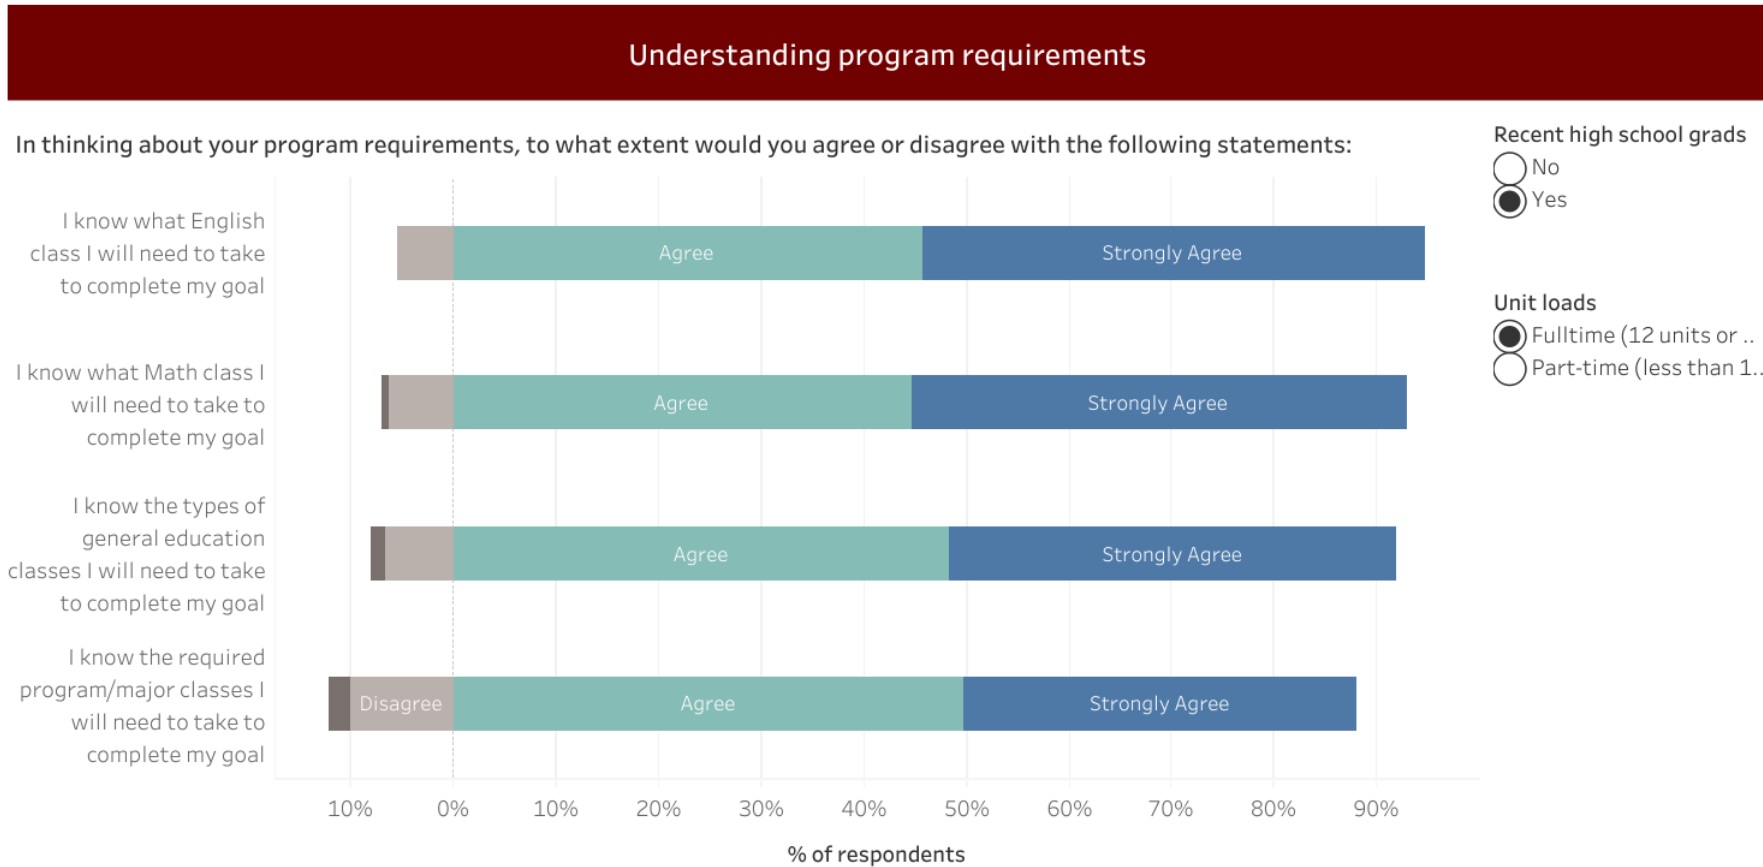 Understanding program requirements
In thinking about your program requirements, to what extent would you agree or disagree with the following statements:
I know what English
class I will need to take
to complete my goal
Agree
Strongly Agree
I know what Math class I
will need to take to
complete my goal
Agree
Strongly Agree
I know the types of
general education
classes I will need to take
to complete my goal
Agree
Strongly Agree
I know the required
program/major classes I
will need to take to
complete my goal
Disagree
Agree
Strongly Agree
10% 0% 10% 20% 30% 40% 50% 60% 70% 80% 90%
% of respondents
Recent high school grads
No
Yes
Unit loads
Fulltime (12 units or ..
Part-time (less than 1..